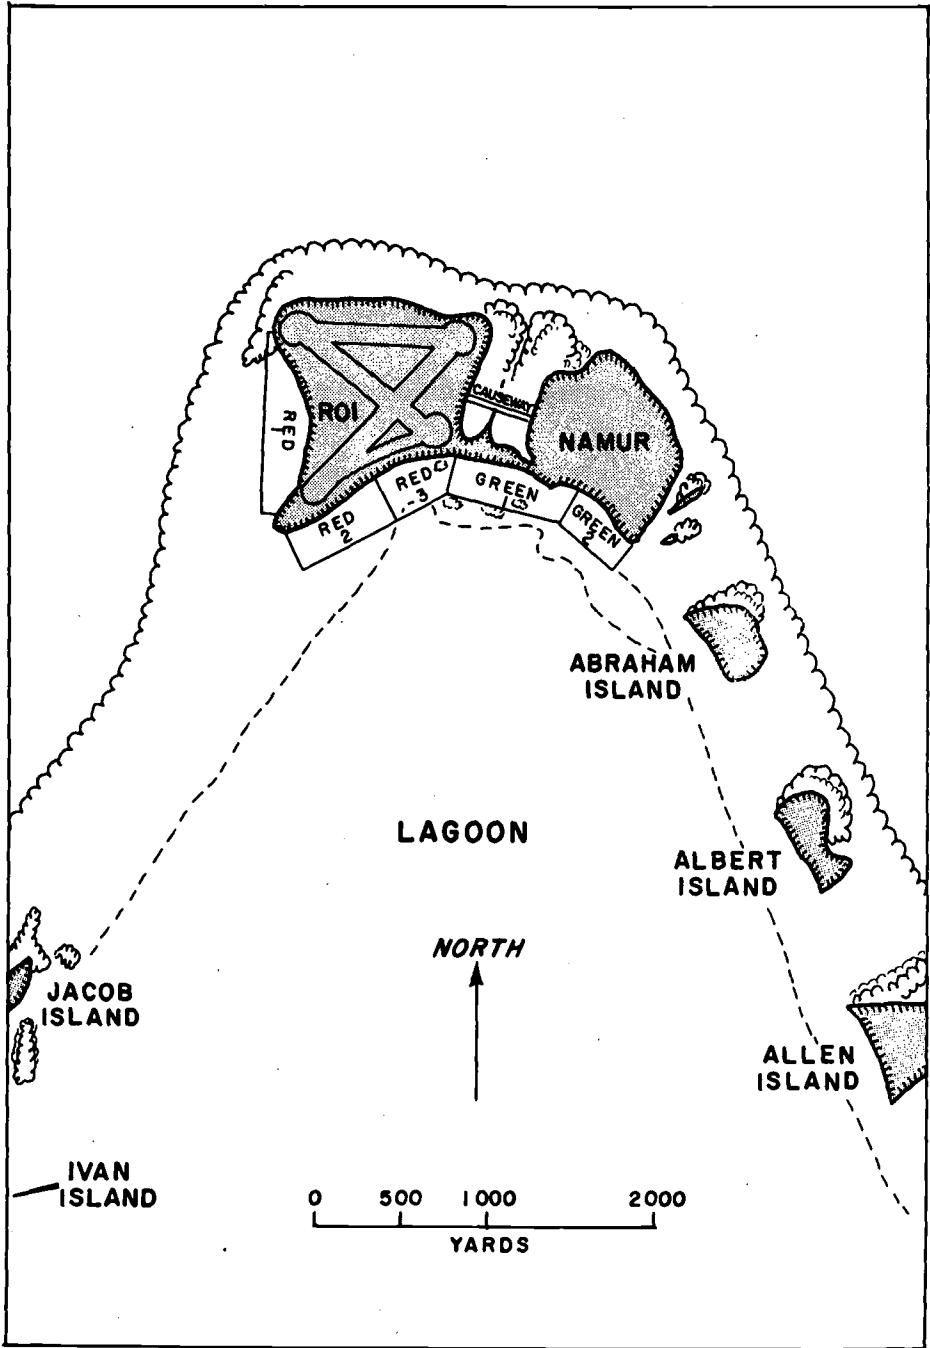 CAUSEWAY
RED
1
ROI
NAMUR
RED
-3
GREEN
1
RED
2
GREEN
2
ABRAHAM
ISLAND
LAGOON
ALBERT
ISLAND
NORTH
JACOB
ISLAND
ALLEN
ISLAND
IVAN
ISLAND
0 500 1000 2000
YARDS